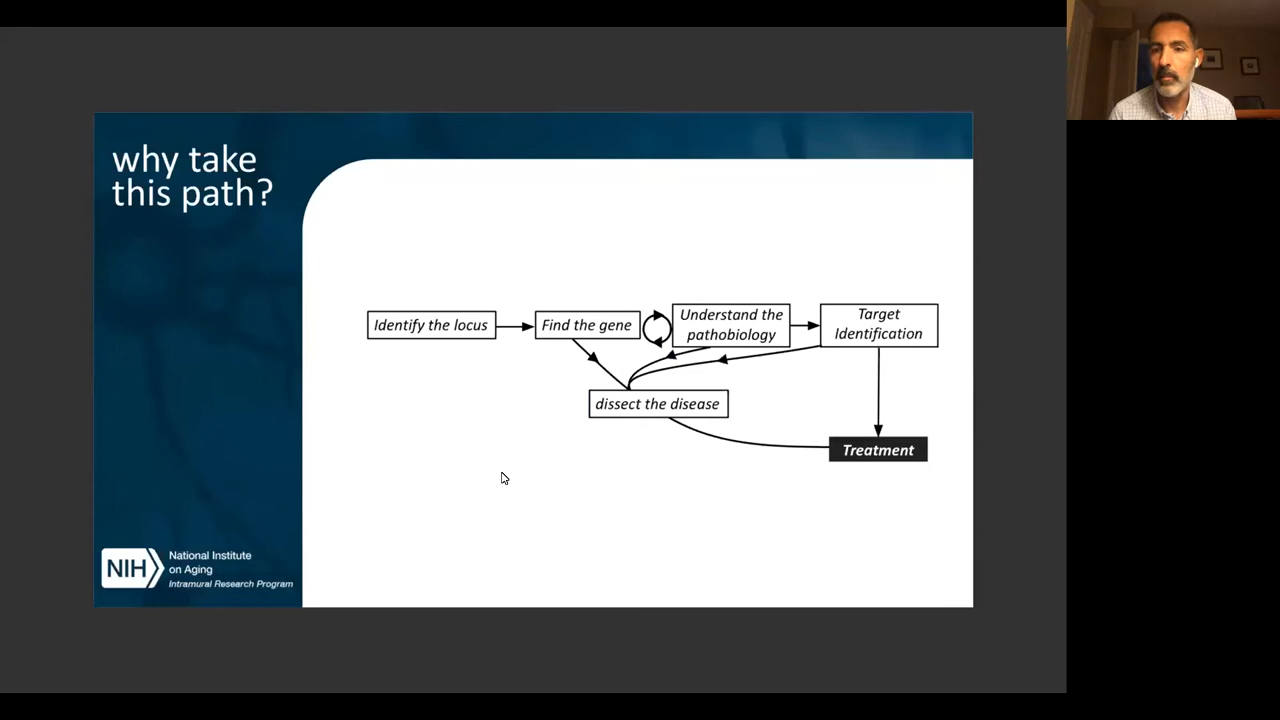 why take
this path?
Identify the locus
Find the gene
Understand the
pathobiology
Target
Identification
dissect the disease
Treatment
NIH
National Institute
on Aging
Intramural Research Program